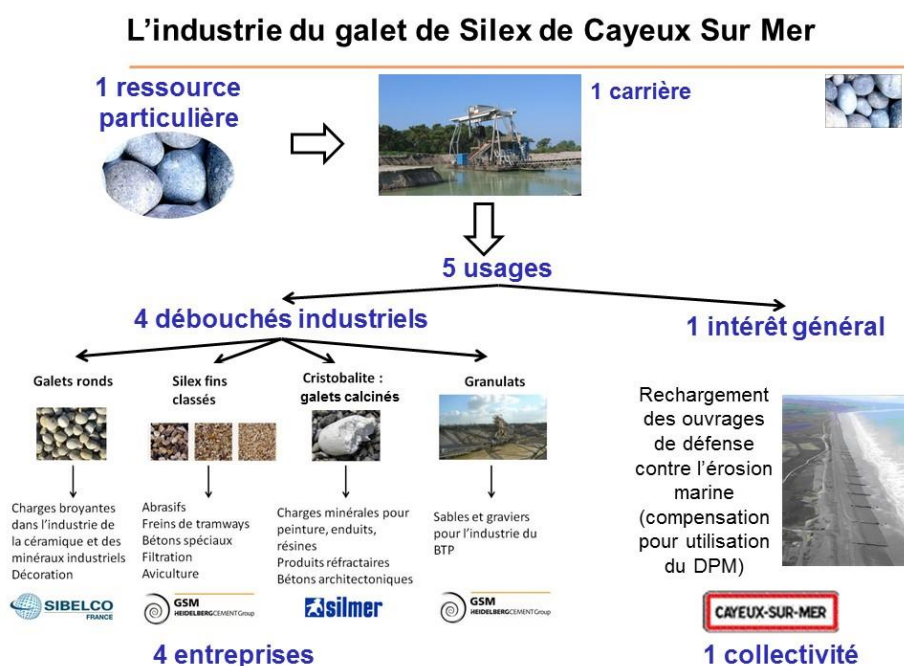 L'industrie du galet de Silex de Cayeux Sur Mer
1 ressource
particulière
1 carrière
5 usages
4 débouchés industriels
1 intérêt général
Galets ronds
Silex fins
classés
Cristobalite :
galets calcinés
Granulats
Charges broyantes
dans l'industrie de
la céramique et des
minéraux industriels
Décoration
Abrasifs
Freins de tramways
Bétons spéciaux
Filtration
Aviculture
Charges minérales pour
peinture, enduits,
résines
Produits réfractaires
Bétons architectoniques
Sables et graviers
pour l'industrie du
BTP
Rechargement
des ouvrages
de défense
contre l'érosion
marine
(compensation
pour utilisation
du DPM)
SIBELCO
FRANCE
GSM
HEIDELBERGCEMENTGroup
silmer
GSM
HEIDELBERGCEMENTGroup
CAYEUX-SUR-MER
4 entreprises
1 collectivité